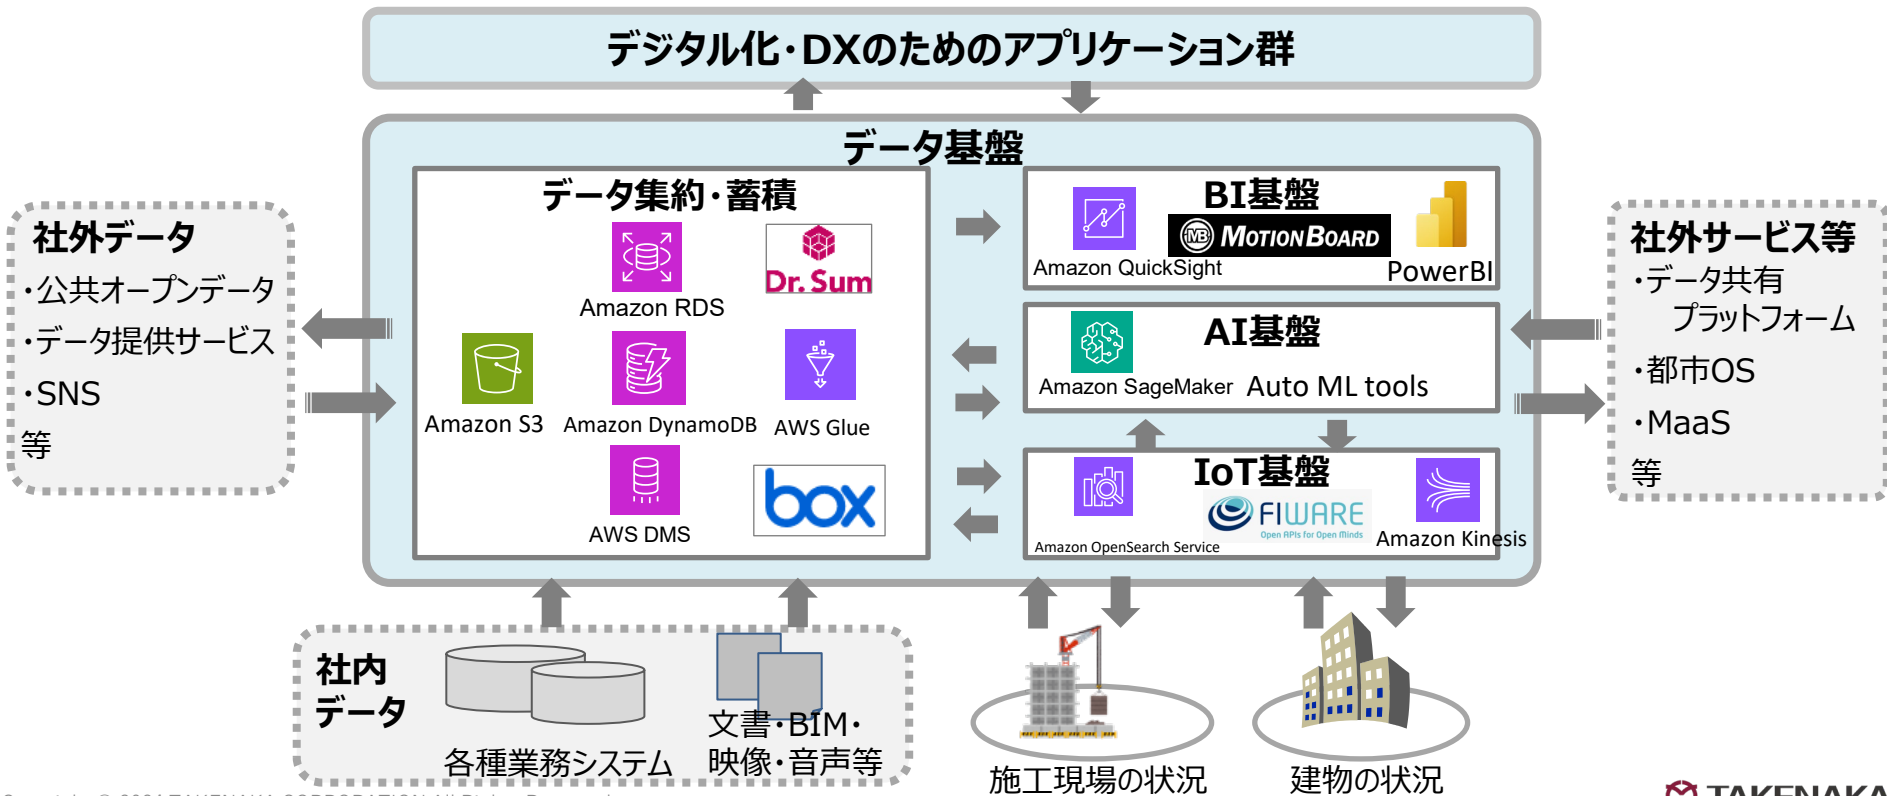 デジタル化・DXのためのアプリケーション群
データ基盤
データ集約・蓄積
Amazon RDS
Dr.Sum
Amazon S3
Amazon DynamoDB
AWS Glue
AWS DMS
box
BI基盤
Amazon QuickSight
MB MOTIONBOARD
PowerBI
AI基盤
Amazon SageMaker
Auto ML tools
IoT基盤
Amazon OpenSearch Service
FIWARE
Open APIs for Open Minds
Amazon Kinesis
社外データ
・公共オープンデータ
・データ提供サービス
・SNS
等
社外サービス等
・データ共有
プラットフォーム
・都市OS
・MaaS
等
社内
データ
各種業務システム
文書・BIM・
映像・音声等
施工現場の状況
建物の状況
TAKENAKA